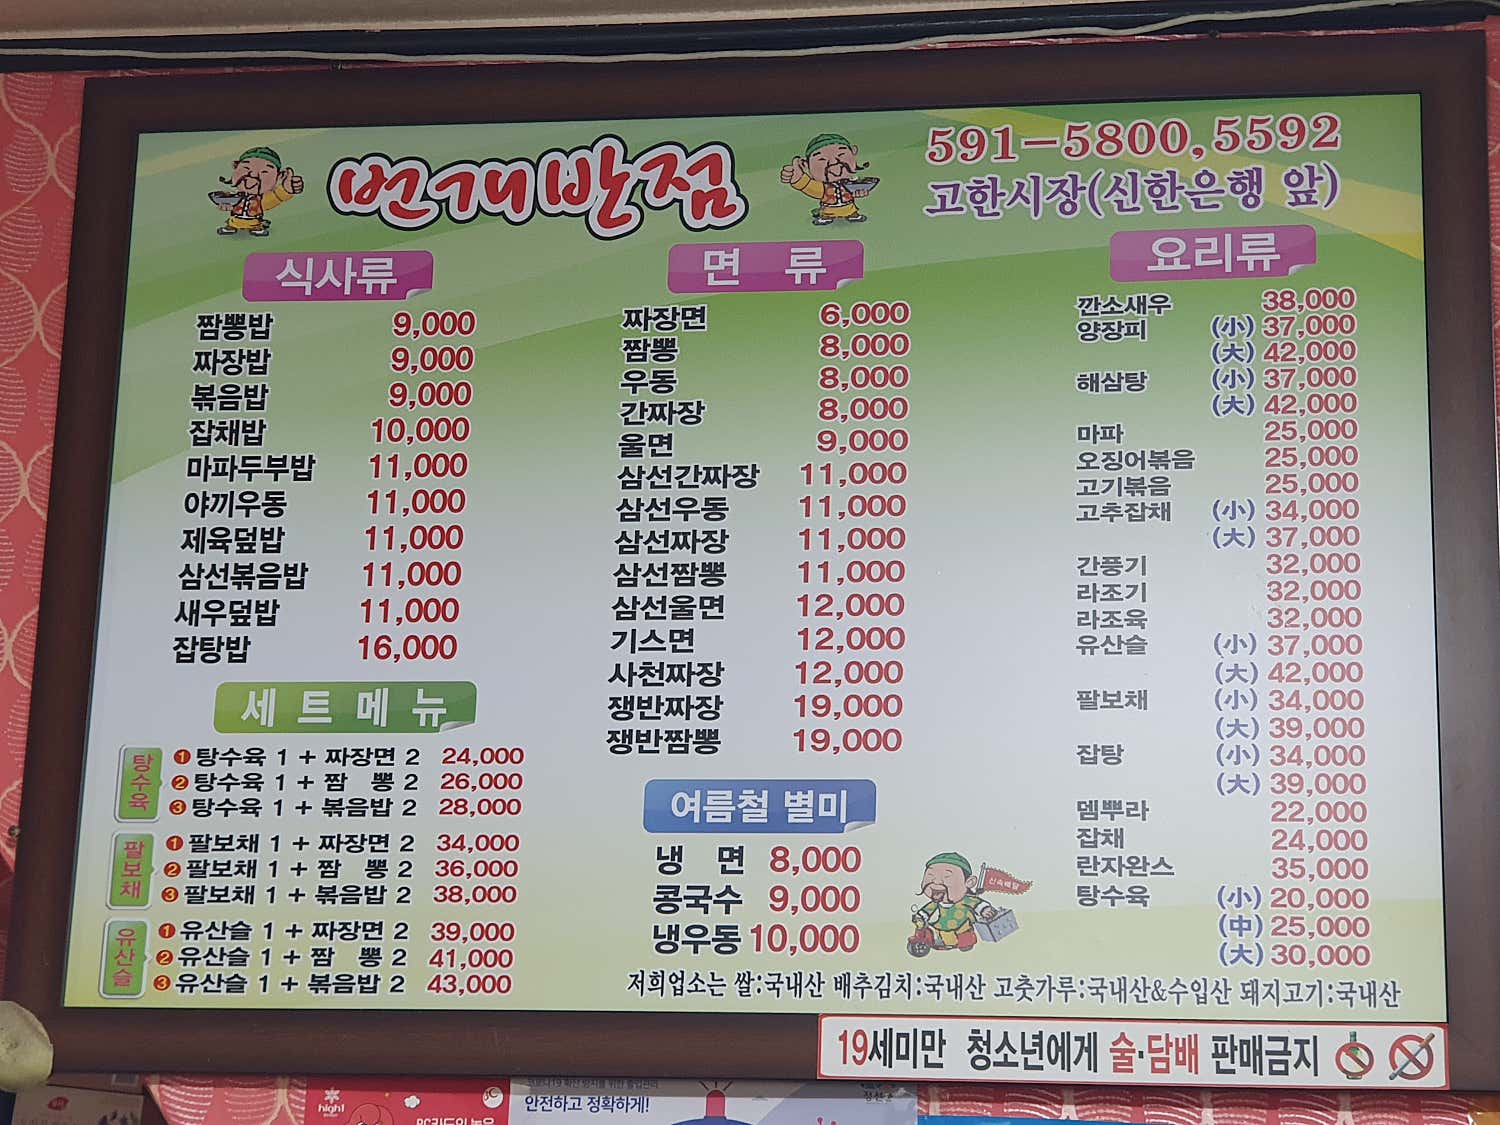 번개반점
591-5800, 5592
고한시장(신한은행 앞)
식사류
짬뽕밥 9,000
짜장밥 9,000
볶음밥 9,000
잡채밥 10,000
마파두부밥 11,000
야끼우동 11,000
제육덮밥 11,000
삼선볶음밥 11,000
새우덮밥 11,000
잡탕밥 16,000
세트메뉴
탕수육
1 탕수육 1 + 짜장면 2 24,000
2 탕수육 1 + 짬 뽕 2 26,000
3 탕수육 1 + 볶음밥 2 28,000
팔보채
1 팔보채 1 + 짜장면 2 34,000
2 팔보채 1 + 짬 뽕 2 36,000
3 팔보채 1 + 볶음밥 2 38,000
유산슬
1 유산슬 1 + 짜장면 2 39,000
2 유산슬 1 + 짬 뽕 2 41,000
3 유산슬 1 + 볶음밥 2 43,000
면 류
짜장면 6,000
짬뽕 8,000
우동 8,000
간짜장 8,000
울면 9,000
삼선간짜장 11,000
삼선우동 11,000
삼선짜장 11,000
삼선짬뽕 11,000
삼선울면 12,000
기스면 12,000
사천짜장 12,000
쟁반짜장 19,000
쟁반짬뽕 19,000
여름철 별미
냉 면 8,000
콩국수 9,000
냉우동 10,000
요리류
깐소새우 38,000
양장피 (小) 37,000
(大) 42,000
해삼탕 (小) 37,000
(大) 42,000
마파 25,000
오징어볶음 25,000
고기볶음 25,000
고추잡채 (小) 34,000
(大) 37,000
간풍기 32,000
라조기 32,000
라조육 32,000
유산슬 (小) 37,000
(大) 42,000
팔보채 (小) 34,000
(大) 39,000
잡탕 (小) 34,000
(大) 39,000
뎀뿌라 22,000
잡채 24,000
란자완스 35,000
탕수육 (小) 20,000
(中) 25,000
(大) 30,000
신속배달
저희업소는 쌀:국내산 배추김치:국내산 고춧가루:국내산&수입산 돼지고기:국내산
19세미만 청소년에게 술·담배 판매금지
high1
안전하고 정확하게!